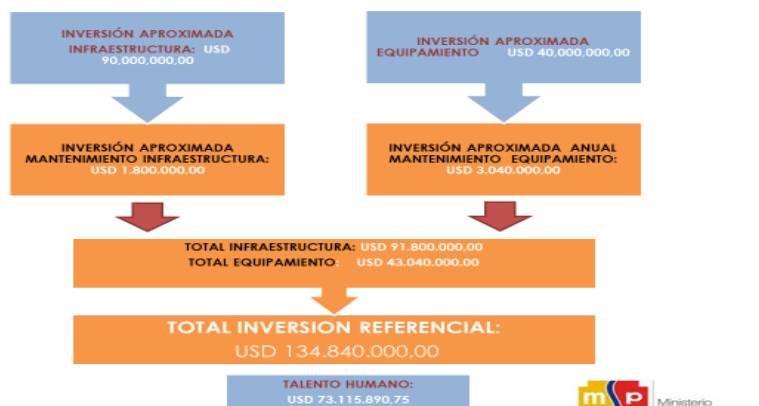 INVERSIÓN APROXIMADA
INFRAESTRUCTURA: USD
90,000,000,00
INVERSIÓN APROXIMADA
EQUIPAMIENTO USD 40,000,000,00
INVERSIÓN APROXIMADA
MANTENIMIENTO INFRAESTRUCTURA:
USD 1.800.000,00
INVERSIÓN APROXIMADA ANUAL
MANTENIMIENTO EQUIPAMIENTO:
USD 3.040.000,00
TOTAL INFRAESTRUCTURA: USD 91.800.000,00
TOTAL EQUIPAMIENTO: USD 43.040.000.00
TOTAL INVERSION REFERENCIAL:
USD 134.840.000,00
TALENTO HUMANO:
USD 73.115.890,75
msp Ministerio